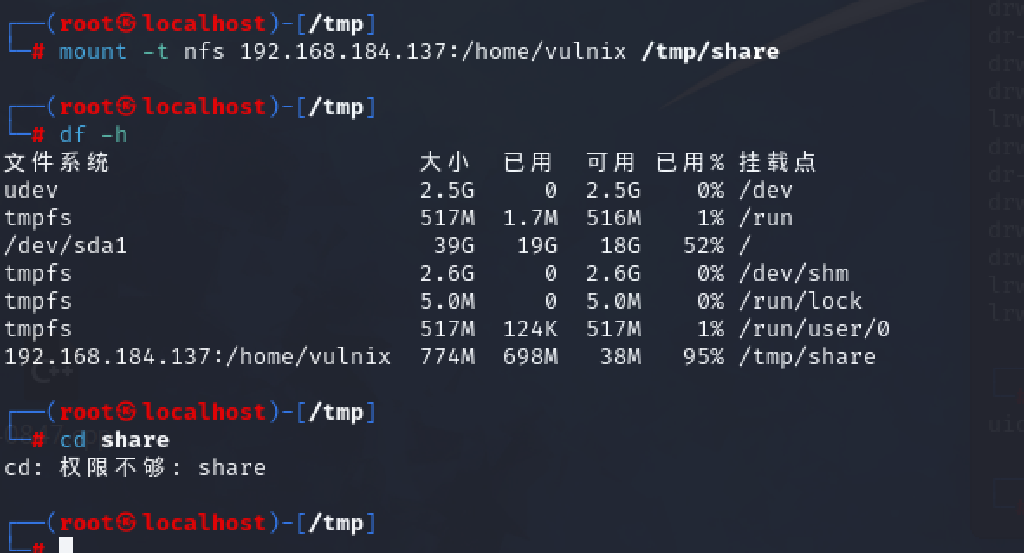 ┌──(root㉿localhost)-[/tmp]
└─# mount -t nfs 192.168.184.137:/home/vulnix /tmp/share
┌──(root㉿localhost)-[/tmp]
└─# df -h
文件系统 大小 已用 可用 已用% 挂载点
udev 2.5G 0 2.5G 0% /dev
tmpfs 517M 1.7M 516M 1% /run
/dev/sda1 39G 19G 18G 52% /
tmpfs 2.6G 0 2.6G 0% /dev/shm
tmpfs 5.0M 0 5.0M 0% /run/lock
tmpfs 517M 124K 517M 1% /run/user/0
192.168.184.137:/home/vulnix 774M 698M 38M 95% /tmp/share
┌──(root㉿localhost)-[/tmp]
└─# cd share
cd: 权限不够: share
┌──(root㉿localhost)-[/tmp]
└─#